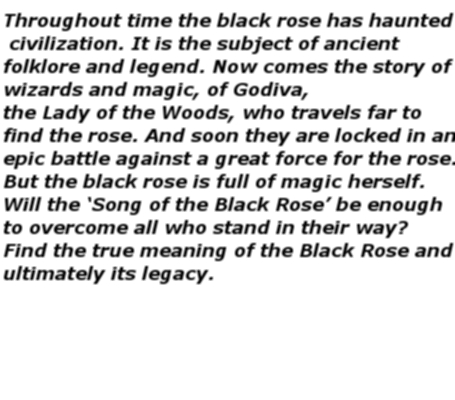 Throughout time the black rose has haunted
civilization. It is the subject of ancient
folklore and legend. Now comes the story of
wizards and magic, of Godiva,
the Lady of the Woods, who travels far to
find the rose. And soon they are locked in an
epic battle against a great force for the rose.
But the black rose is full of magic herself.
Will the ‘Song of the Black Rose’ be enough
to overcome all who stand in their way?
Find the true meaning of the Black Rose and
ultimately its legacy.